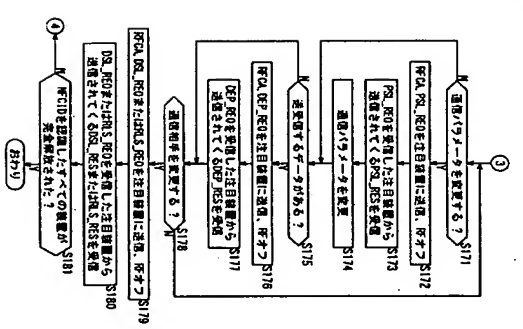 ③
通信パラメータを変更する？
S171
N
Y
RFCA,PSL_REQを注目装置に送信、RFオフ
S172
PSL_REQを受信した注目装置から
送信されてくるPSL_RESを受信
S173
通信パラメータを変更
S174
送受信するデータがある？
S175
N
Y
RFCA,DEP_REQを注目装置に送信、RFオフ
S176
DEP_REQを受信した注目装置から
送信されてくるDEP_RESを受信
S177
通信相手を変更する？
S178
N
Y
RFCA,DSL_REQまたはRLS_REQを注目装置に送信、RFオフ
S179
DSL_REQまたはRLS_REQを受信した注目装置から
送信されてくるDSL_RESまたはRLS_RESを受信
S180
NFCIDを認識したすべての装置が
完全解放された？
S181
N
Y
④
おわり